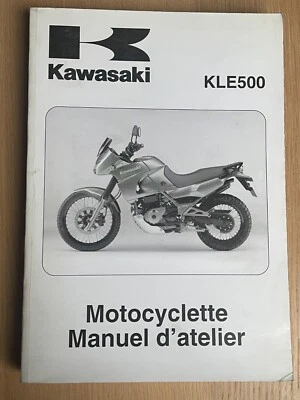 Kawasaki
KLE500
Motocyclette
Manuel d'atelier